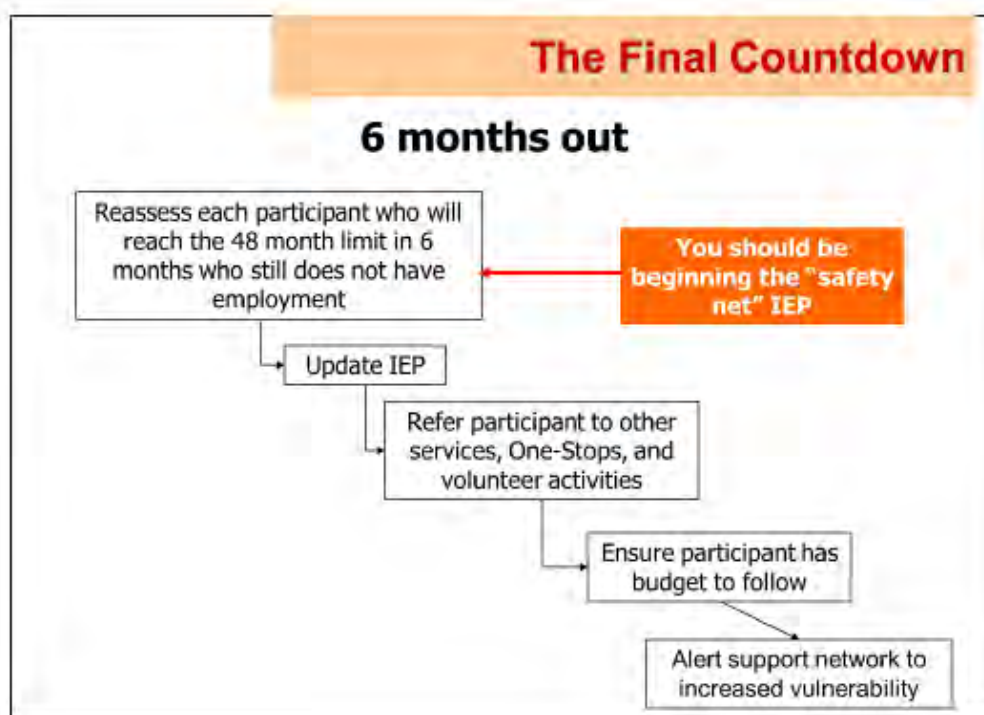 The Final Countdown
6 months out
Reassess each participant who will
reach the 48 month limit in 6
months who still does not have
employment
You should be
beginning the "safety
net" IEP
Update IEP
Refer participant to other
services, One-Stops, and
volunteer activities
Ensure participant has
budget to follow
Alert support network to
increased vulnerability